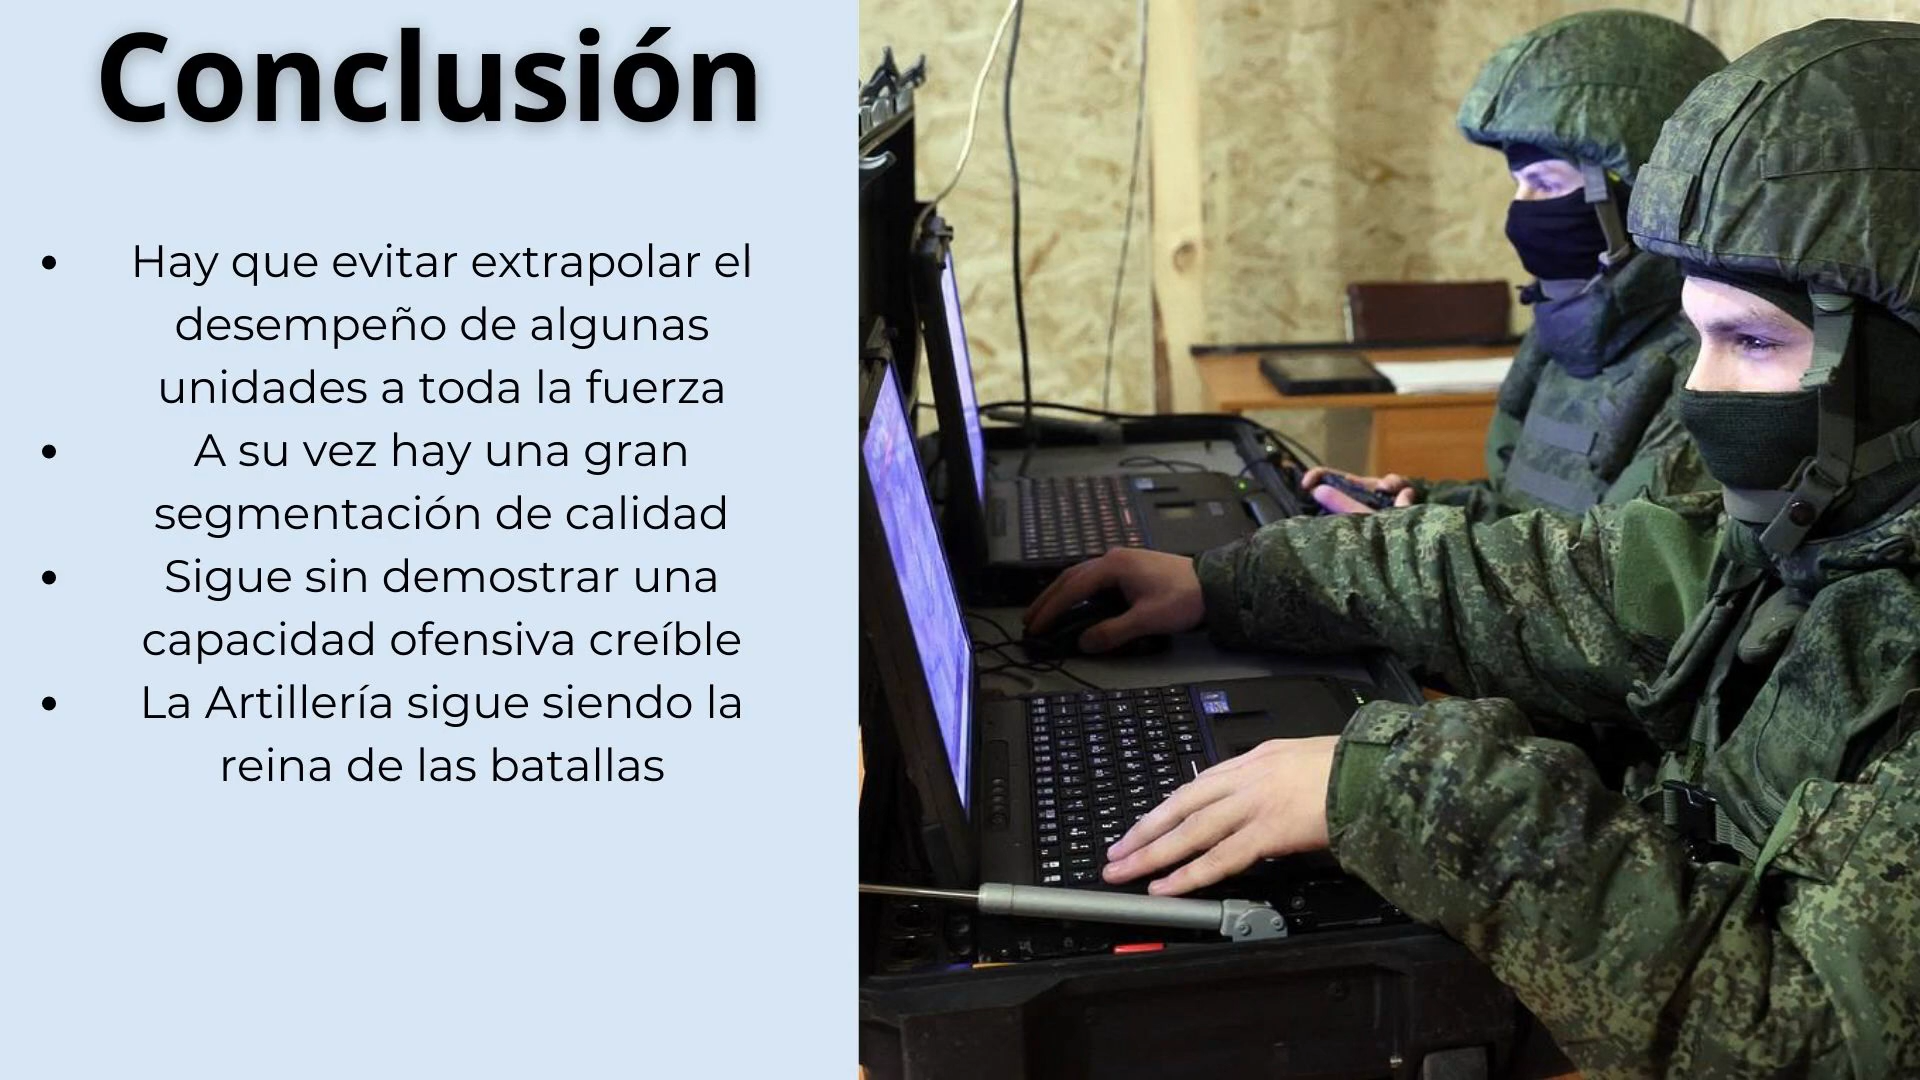 Conclusión
• Hay que evitar extrapolar el
desempeño de algunas
unidades a toda la fuerza
• A su vez hay una gran
segmentación de calidad
• Sigue sin demostrar una
capacidad ofensiva creíble
• La Artillería sigue siendo la
reina de las batallas